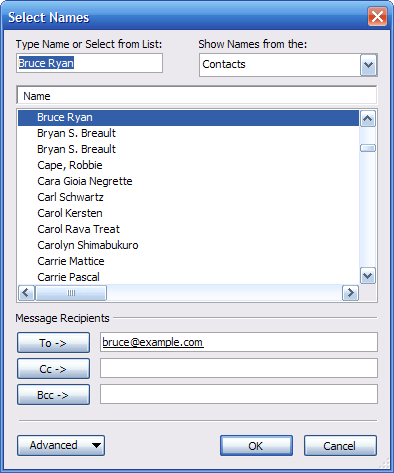 Select Names
Type Name or Select from List:
Show Names from the:
Bruce Ryan
Contacts
Name
Bruce Ryan
Bryan S. Breault
Bryan S. Breault
Cape, Robbie
Cara Gioia Negrette
Carl Schwartz
Carol Kersten
Carol Rava Treat
Carolyn Shimabukuro
Carrie Mattice
Carrie Pascal
Message Recipients
To -> bruce@example.com
Cc ->
Bcc ->
Advanced
OK
Cancel